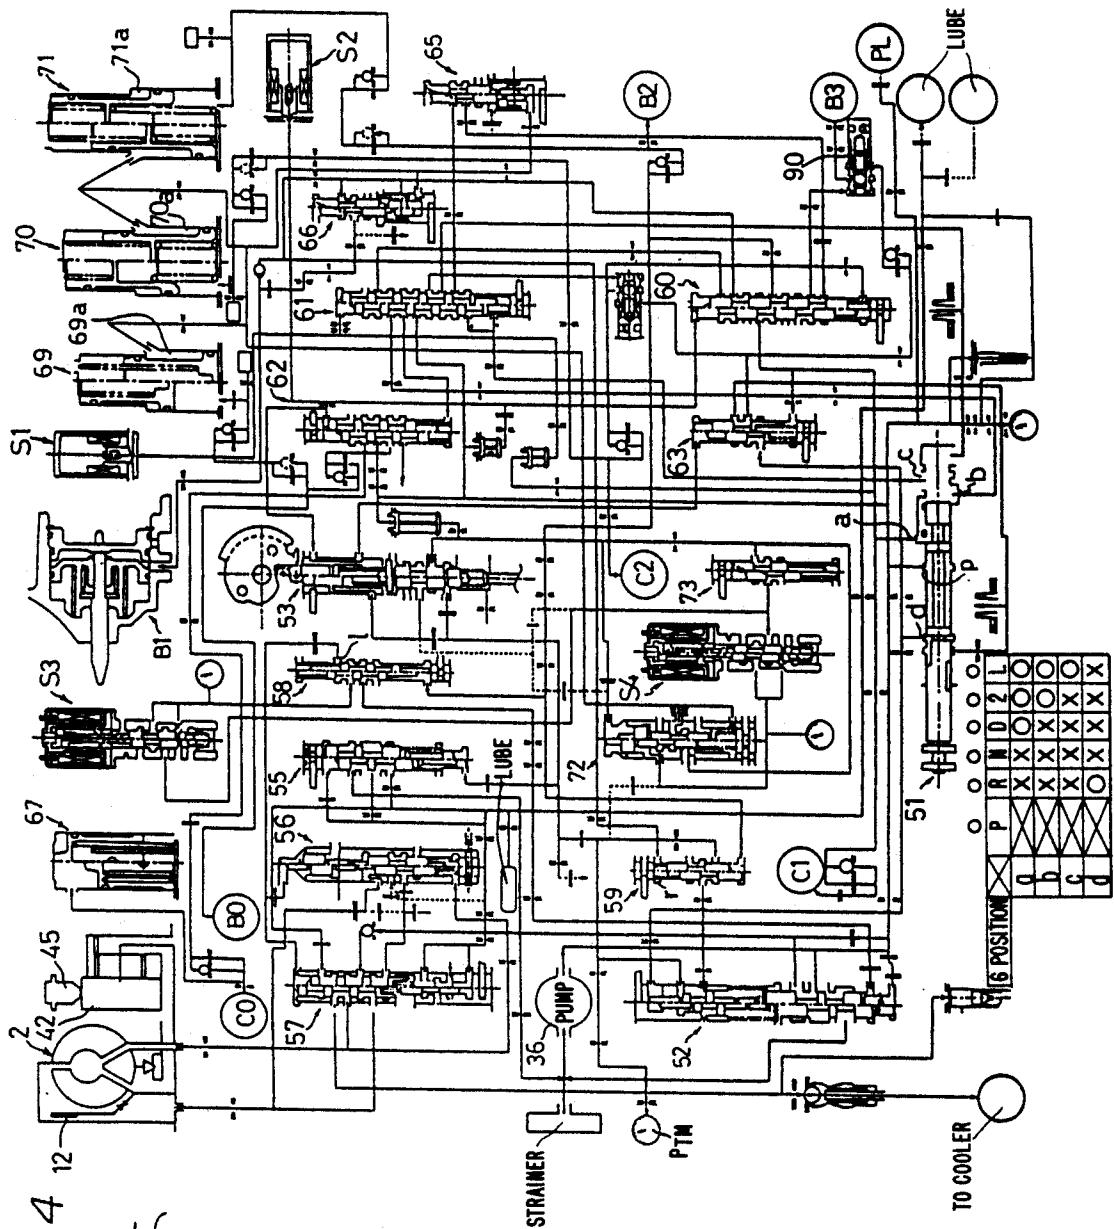 4
12
2
42
45
67
S3
B1
S1
69
69a
70
70a
71
71a
S2
65
C0
B0
57
56
55
58
53
62
61
66
B2
LUBE
STRAINER
36
PUMP
PTM
52
59
72
S4
73
C2
63
60
90
B3
PL
LUBE
C1
51
d
p
a
b
c
TO COOLER
6 POSITION P R N D 2 L
a X X O O O
b X X X O O
c X X X X O
d O X X X X